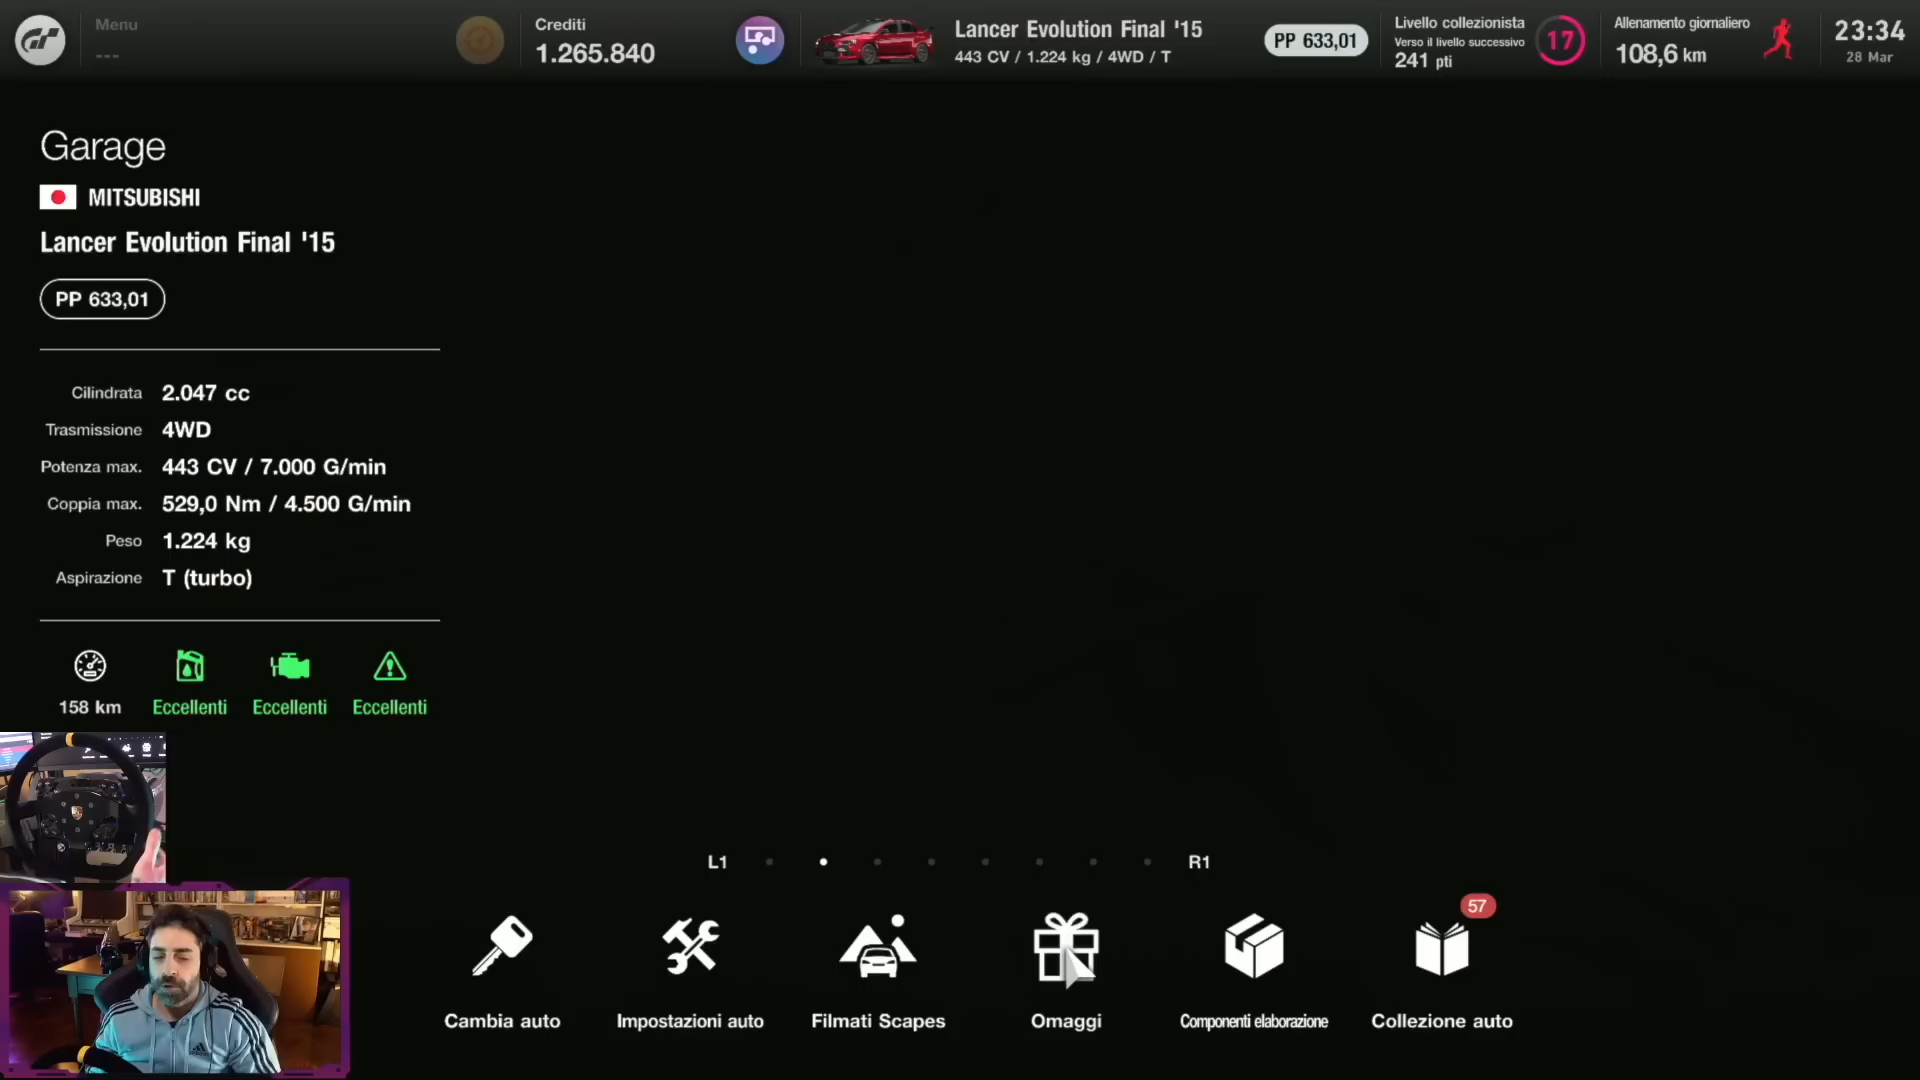 Menu
---
Crediti
1.265.840
Lancer Evolution Final '15
443 CV / 1.224 kg / 4WD / T
PP 633,01
Livello collezionista
Verso il livello successivo
241 pti
17
Allenamento giornaliero
108,6 km
23:34
28 Mar
Garage
MITSUBISHI
Lancer Evolution Final '15
PP 633,01
Cilindrata 2.047 cc
Trasmissione 4WD
Potenza max. 443 CV / 7.000 G/min
Coppia max. 529,0 Nm / 4.500 G/min
Peso 1.224 kg
Aspirazione T (turbo)
158 km Eccellenti Eccellenti Eccellenti
L1 R1
57
Cambia auto Impostazioni auto Filmati Scapes Omaggi Componenti elaborazione Collezione auto